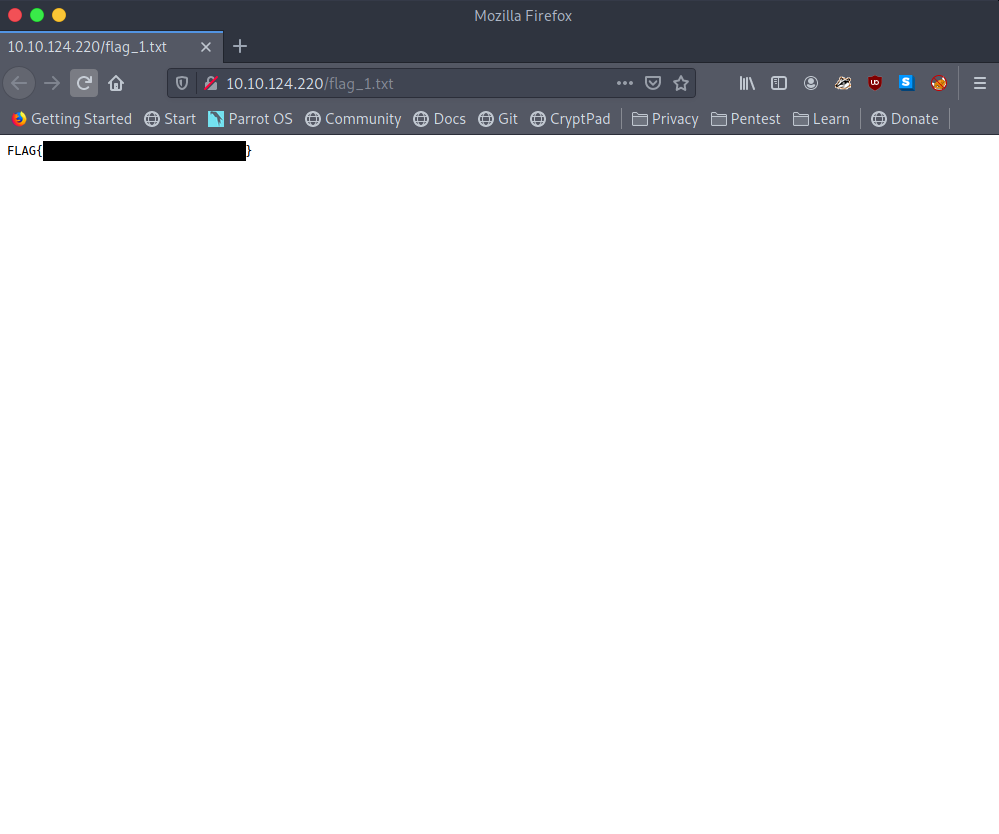 Mozilla Firefox
10.10.124.220/flag_1.txt
10.10.124.220/flag_1.txt
Getting Started Start Parrot OS Community Docs Git CryptPad Privacy Pentest Learn Donate
FLAG{ }